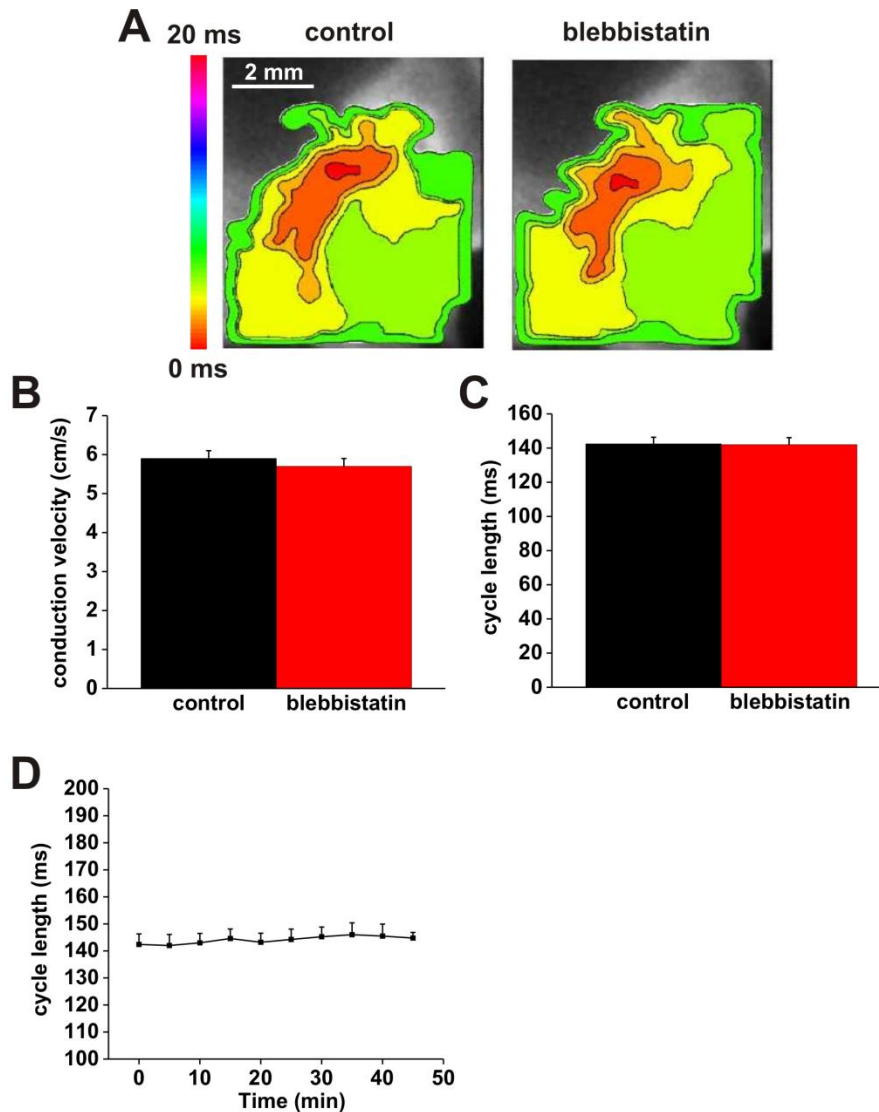 A
control
blebbistatin
20 ms
2 mm
0 ms
B
conduction velocity (cm/s)
7
6
5
4
3
2
1
0
control
blebbistatin
C
cycle length (ms)
160
140
120
100
80
60
40
20
0
control
blebbistatin
D
cycle length (ms)
200
190
180
170
160
150
140
130
120
110
100
0 10 20 30 40 50
Time (min)